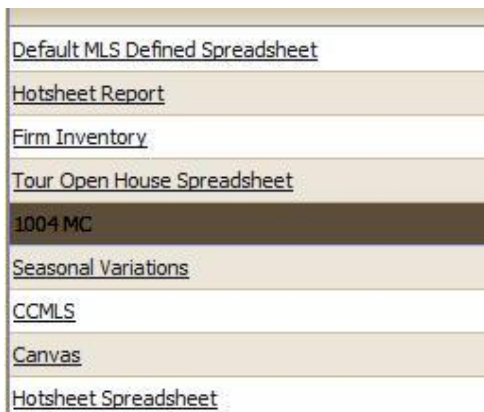 Default MLS Defined Spreadsheet
Hotsheet Report
Firm Inventory
Tour Open House Spreadsheet
1004 MC
Seasonal Variations
CCMLS
Canvas
Hotsheet Spreadsheet